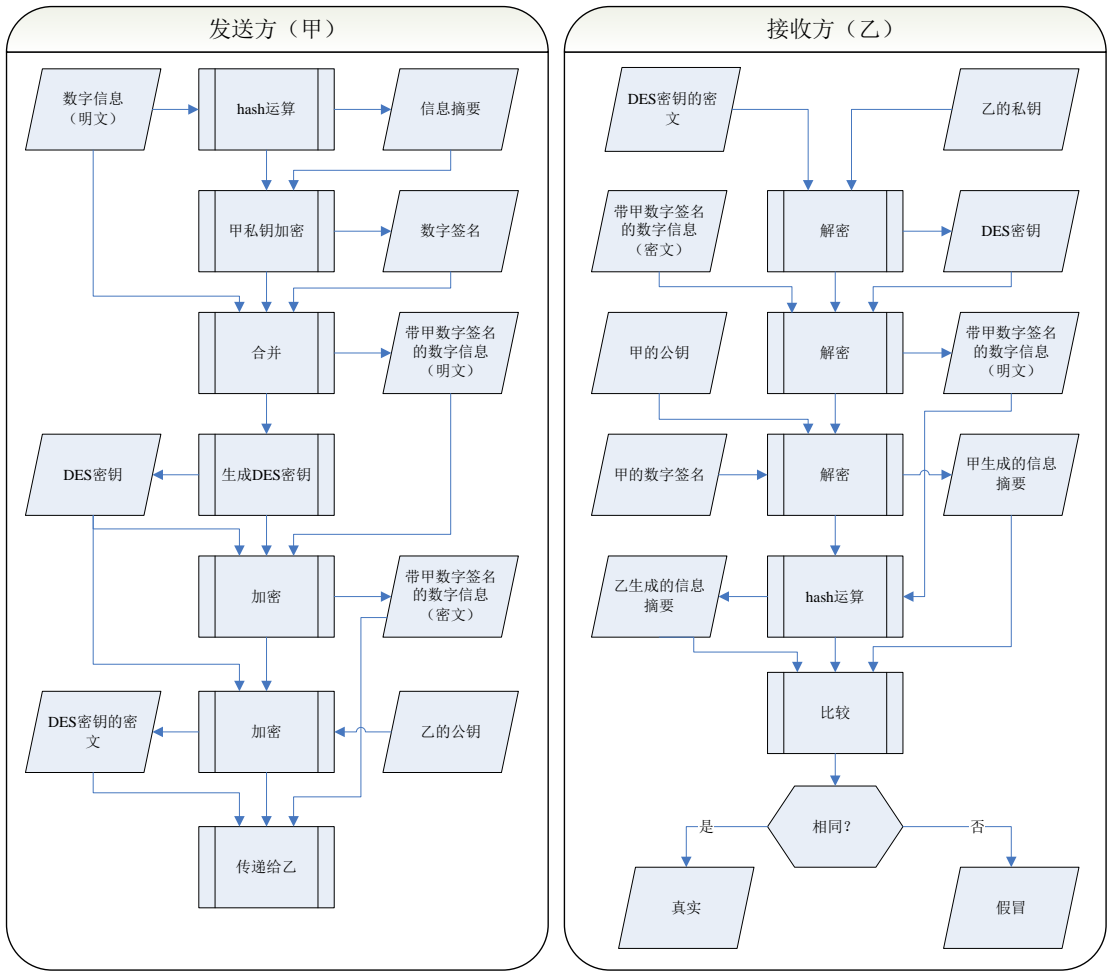 发送方（甲）
数字信息
（明文）
hash运算
信息摘要
甲私钥加密
数字签名
合并
带甲数字签名
的数字信息
（明文）
DES密钥
生成DES密钥
加密
带甲数字签名
的数字信息
（密文）
DES密钥的密
文
加密
乙的公钥
传递给乙
接收方（乙）
DES密钥的密
文
乙的私钥
带甲数字签名
的数字信息
（密文）
解密
DES密钥
甲的公钥
解密
带甲数字签名
的数字信息
（明文）
甲的数字签名
解密
甲生成的信息
摘要
乙生成的信息
摘要
hash运算
比较
相同？
是
否
真实
假冒